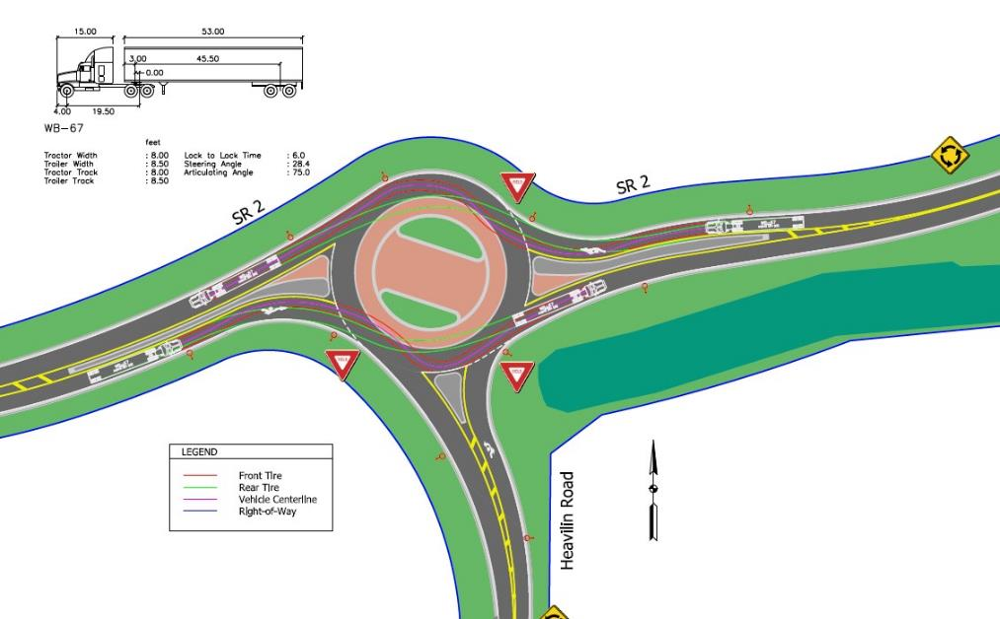 15.00
53.00
3.00
45.50
0.00
4.00
19.50
WB-67
feet
Tractor Width : 8.00 Lock to Lock Time : 6.0
Trailer Width : 8.50 Steering Angle : 28.4
Tractor Track : 8.00 Articulating Angle : 75.0
Trailer Track : 8.50
SR 2
SR 2
LEGEND
Front Tire
Rear Tire
Vehicle Centerline
Right-of-Way
Heavilin Road